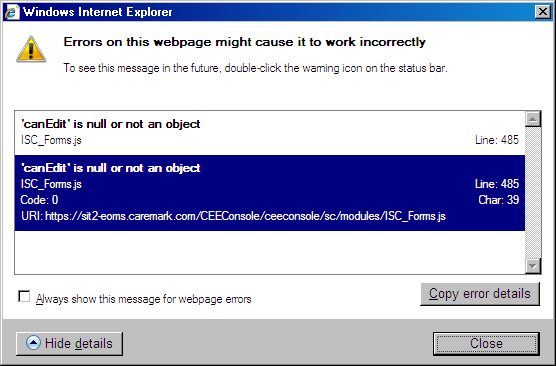 Windows Internet Explorer
Errors on this webpage might cause it to work incorrectly
To see this message in the future, double-click the warning icon on the status bar.
'canEdit' is null or not an object
ISC_Forms.js Line: 485
'canEdit' is null or not an object
ISC_Forms.js Line: 485
Code: 0 Char: 39
URI: https://sit2-eoms.caremark.com/CEEConsole/ceeconsole/sc/modules/ISC_Forms.js
Always show this message for webpage errors
Copy error details
Hide details
Close